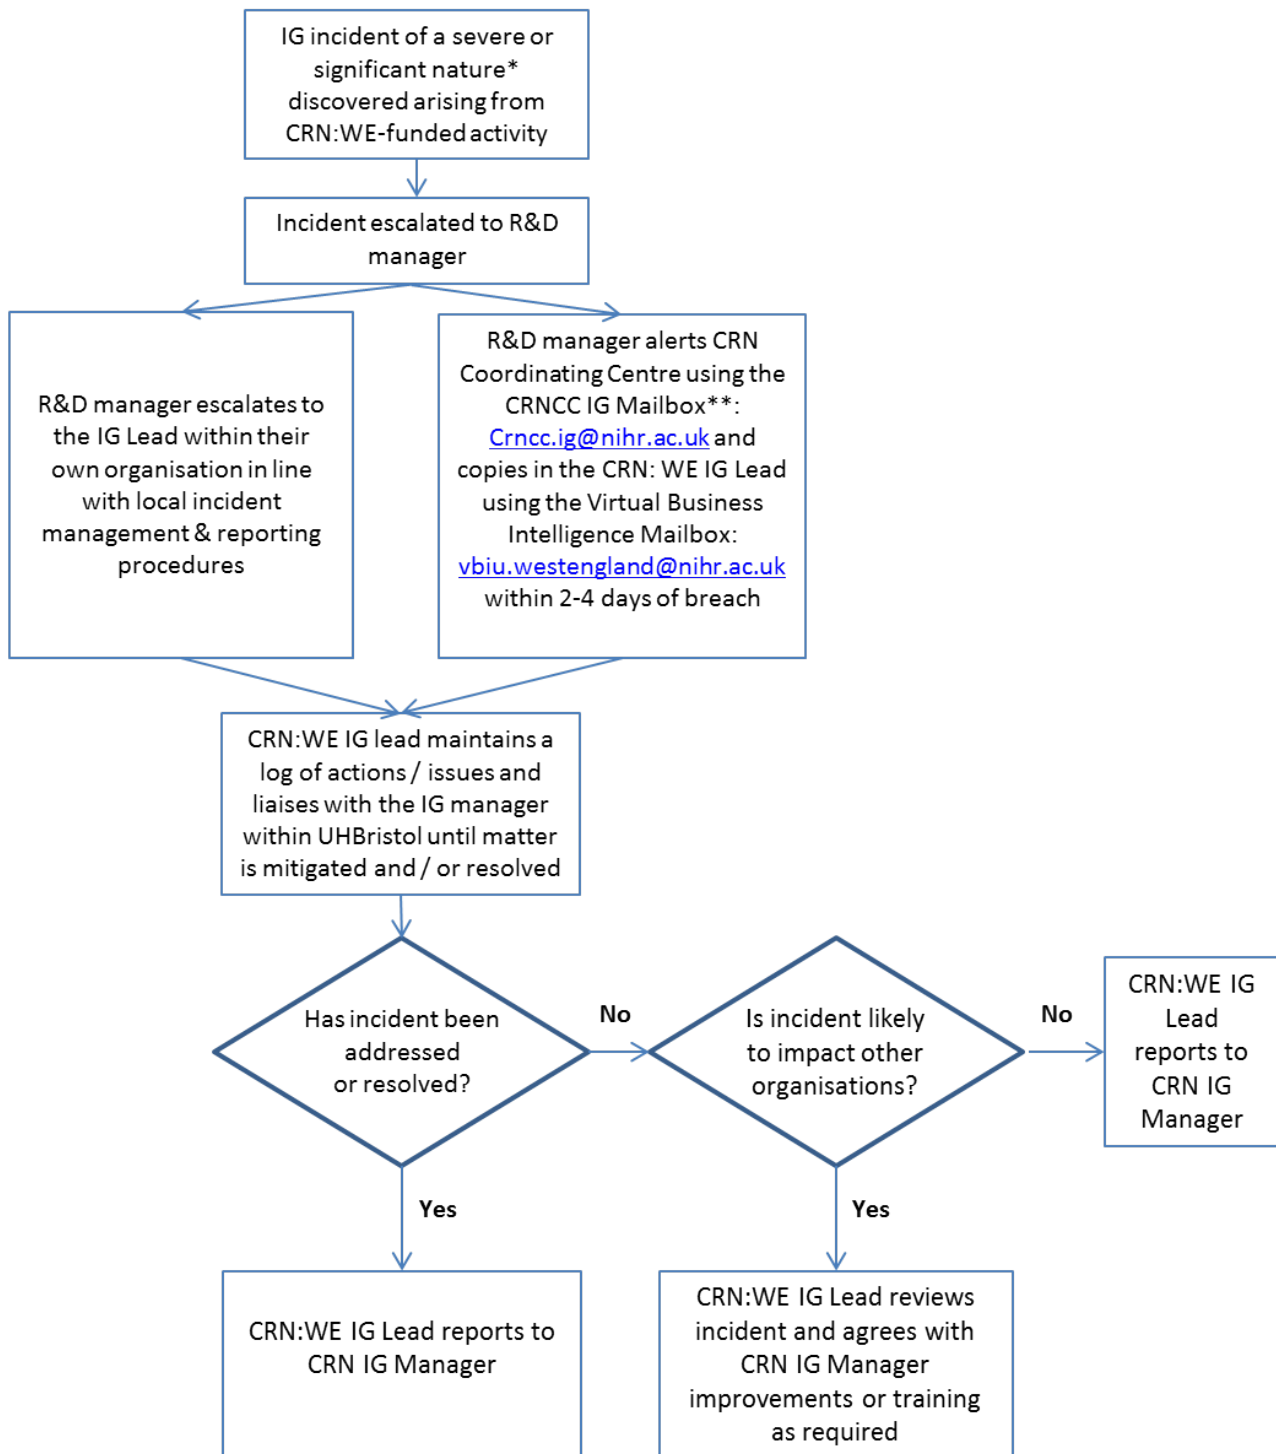 IG incident of a severe or
significant nature*
discovered arising from
CRN:WE-funded activity
Incident escalated to R&D
manager
R&D manager escalates to
the IG Lead within their
own organisation in line
with local incident
management & reporting
procedures
R&D manager alerts CRN
Coordinating Centre using the
CRNCC IG Mailbox**:
Crncc.ig@nihr.ac.uk and
copies in the CRN: WE IG Lead
using the Virtual Business
Intelligence Mailbox:
vbiu.westengland@nihr.ac.uk
within 2-4 days of breach
CRN:WE IG lead maintains a
log of actions / issues and
liaises with the IG manager
within UHBristol until matter
is mitigated and / or resolved
Has incident been
addressed
or resolved?
No
Is incident likely
to impact other
organisations?
No
CRN:WE IG
Lead
reports to
CRN IG
Manager
Yes
Yes
CRN:WE IG Lead reports to
CRN IG Manager
CRN:WE IG Lead reviews
incident and agrees with
CRN IG Manager
improvements or training
as required